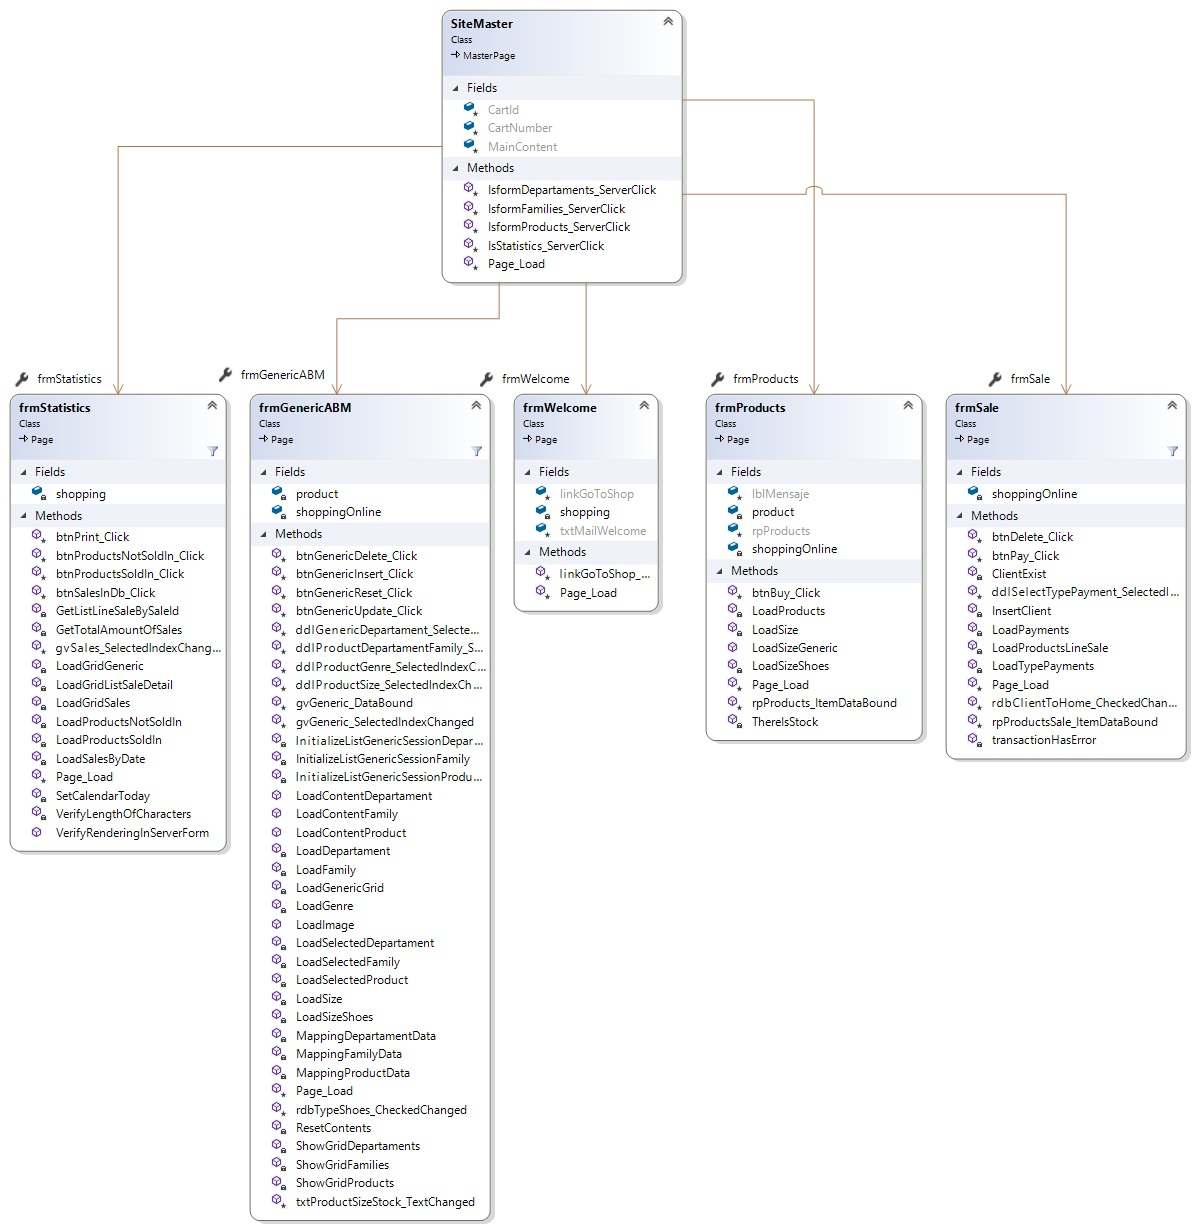 SiteMaster
Class
MasterPage
Fields
CartId
CartNumber
MainContent
Methods
lsformDepartaments_ServerClick
lsformFamilies_ServerClick
lsformProducts_ServerClick
lsStatistics_ServerClick
Page_Load
frmStatistics
frmStatistics
Class
Page
Fields
shopping
Methods
btnPrint_Click
btnProductsNotSoldIn_Click
btnProductsSoldIn_Click
btnSalesInDb_Click
GetListLineSaleBySaleId
GetTotalAmountOfSales
gvSales_SelectedIndexChang...
LoadGridGeneric
LoadGridListSaleDetail
LoadGridSales
LoadProductsNotSoldIn
LoadProductsSoldIn
LoadSalesByDate
Page_Load
SetCalendarToday
VerifyLengthOfCharacters
VerifyRenderingInServerForm
frmGenericABM
frmGenericABM
Class
Page
Fields
product
shoppingOnline
Methods
btnGenericDelete_Click
btnGenericInsert_Click
btnGenericReset_Click
btnGenericUpdate_Click
ddlGenericDepartament_Selecte...
ddlProductDepartamentFamily_S...
ddlProductGenre_SelectedIndexC...
ddlProductSize_SelectedIndexCh...
gvGeneric_DataBound
gvGeneric_SelectedIndexChanged
InitializeListGenericSessionDepar...
InitializeListGenericSessionFamily
InitializeListGenericSessionProdu...
LoadContentDepartament
LoadContentFamily
LoadContentProduct
LoadDepartament
LoadFamily
LoadGenericGrid
LoadGenre
LoadImage
LoadSelectedDepartament
LoadSelectedFamily
LoadSelectedProduct
LoadSize
LoadSizeShoes
MappingDepartamentData
MappingFamilyData
MappingProductData
Page_Load
rdbTypeShoes_CheckedChanged
ResetContents
ShowGridDepartaments
ShowGridFamilies
ShowGridProducts
txtProductSizeStock_TextChanged
frmWelcome
frmWelcome
Class
Page
Fields
linkGoToShop
shopping
txtMailWelcome
Methods
linkGoToShop_...
Page_Load
frmProducts
frmProducts
Class
Page
Fields
lblMensaje
product
rpProducts
shoppingOnline
Methods
btnBuy_Click
LoadProducts
LoadSize
LoadSizeGeneric
LoadSizeShoes
Page_Load
rpProducts_ItemDataBound
ThereIsStock
frmSale
frmSale
Class
Page
Fields
shoppingOnline
Methods
btnDelete_Click
btnPay_Click
ClientExist
ddlSelectTypePayment_SelectedI...
InsertClient
LoadPayments
LoadProductsLineSale
LoadTypePayments
Page_Load
rdbClientToHome_CheckedChan...
rpProductsSale_ItemDataBound
transactionHasError